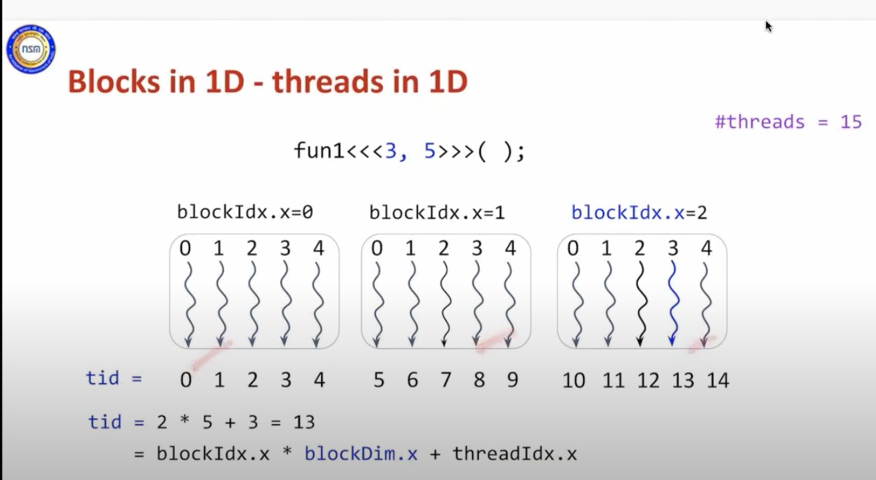 nsm
Blocks in 1D - threads in 1D
#threads = 15
fun1<<<3, 5>>>( );
blockIdx.x=0 blockIdx.x=1 blockIdx.x=2
0 1 2 3 4 0 1 2 3 4 0 1 2 3 4
tid = 0 1 2 3 4 5 6 7 8 9 10 11 12 13 14
tid = 2 * 5 + 3 = 13
= blockIdx.x * blockDim.x + threadIdx.x